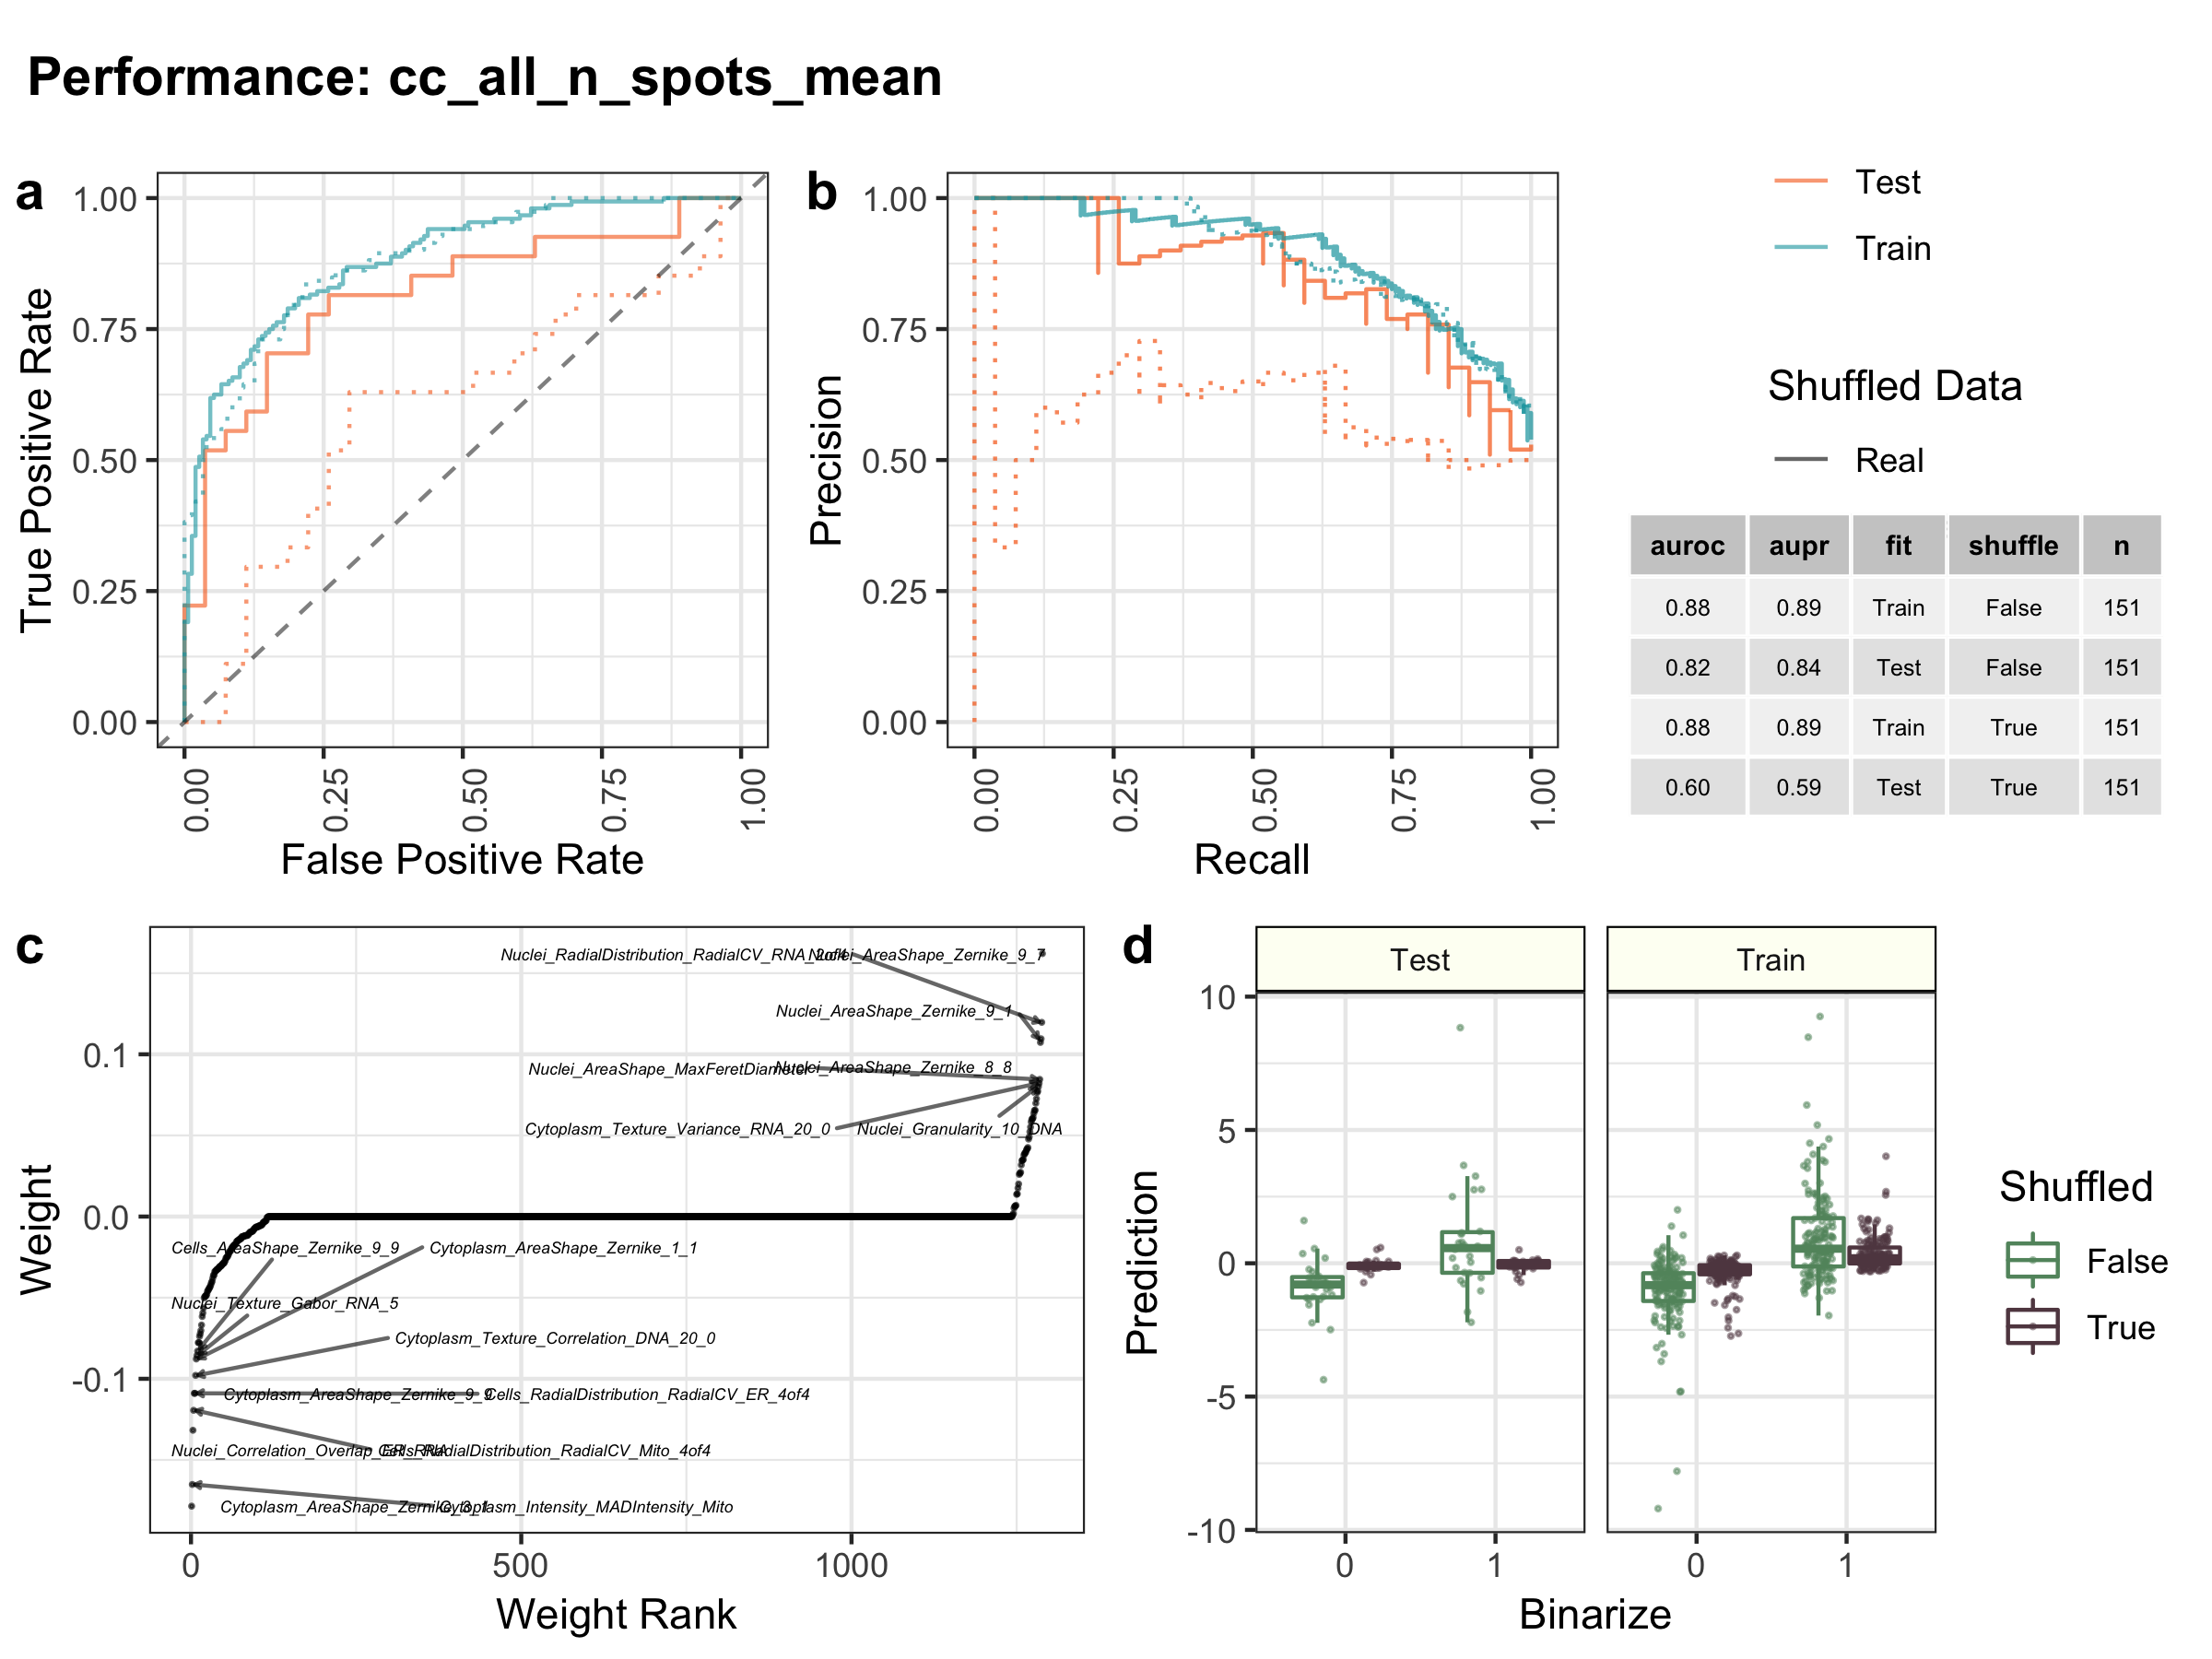 Performance: cc_all_n_spots_mean
a
1.00
0.75
0.50
0.25
0.00
True Positive Rate
0.00
0.25
0.50
0.75
1.00
False Positive Rate
b
1.00
0.75
0.50
0.25
0.00
Precision
0.00
0.25
0.50
0.75
1.00
Recall
Test
Train
Shuffled Data
Real
auroc aupr fit shuffle n
0.88 0.89 Train False 151
0.82 0.84 Test False 151
0.88 0.89 Train True 151
0.60 0.59 Test True 151
c
0.1
0.0
-0.1
Weight
Nuclei_RadialDistribution_RadialCV_RNA_2of4
Nuclei_AreaShape_Zernike_9_7
Nuclei_AreaShape_Zernike_9_1
Nuclei_AreaShape_MaxFeretDiameter
Nuclei_AreaShape_Zernike_8_8
Cytoplasm_Texture_Variance_RNA_20_0
Nuclei_Granularity_10_DNA
Cells_AreaShape_Zernike_9_9
Cytoplasm_AreaShape_Zernike_1_1
Nuclei_Texture_Gabor_RNA_5
Cytoplasm_Texture_Correlation_DNA_20_0
Cytoplasm_AreaShape_Zernike_9_9
Cells_RadialDistribution_RadialCV_ER_4of4
Nuclei_Correlation_Overlap_ER_RNA
Cells_RadialDistribution_RadialCV_Mito_4of4
Cytoplasm_AreaShape_Zernike_3_1
Cytoplasm_Intensity_MADIntensity_Mito
0
500
1000
Weight Rank
d
Test
Train
10
5
0
-5
-10
Prediction
0
1
0
1
Binarize
Shuffled
False
True